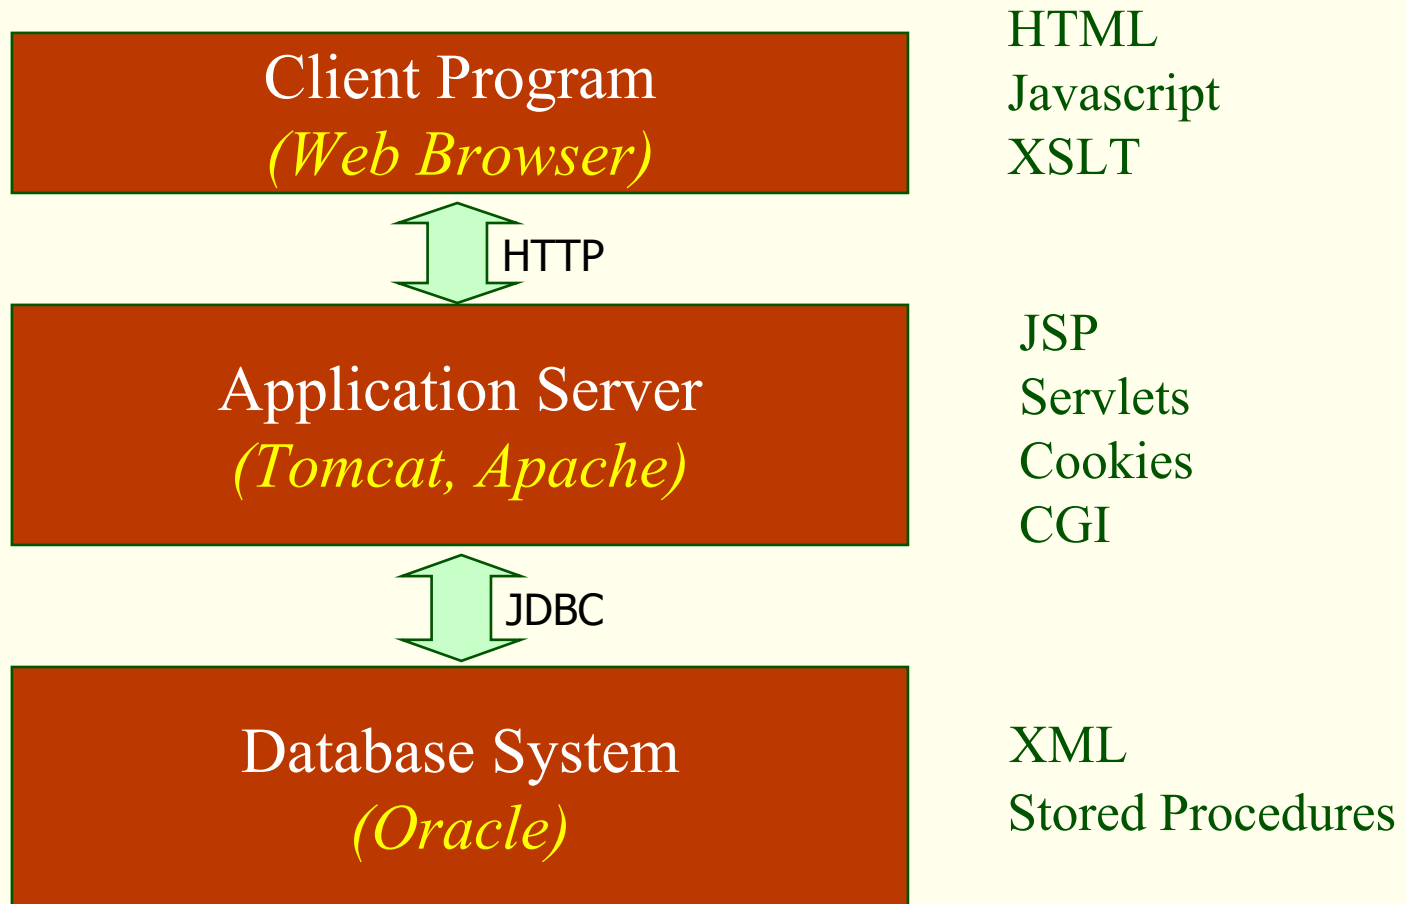 Client Program
(Web Browser)
HTML
Javascript
XSLT
HTTP
Application Server
(Tomcat, Apache)
JSP
Servlets
Cookies
CGI
JDBC
Database System
(Oracle)
XML
Stored Procedures